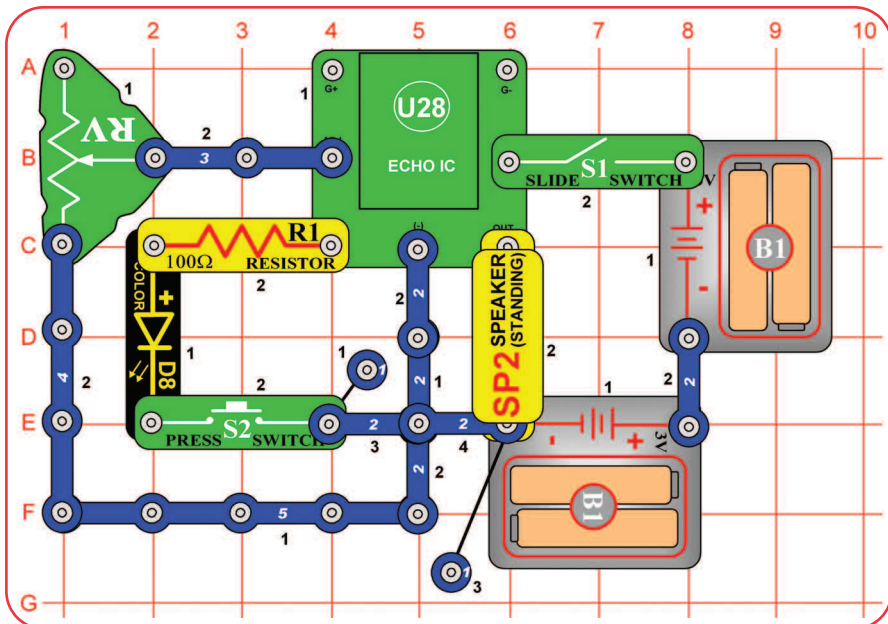 1 2 3 4 5 6 7 8 9 10
A
B
C
D
E
F
G
RV
1
2
3
1
G+
G-
U28
ECHO IC
(-)
OUT
S1
SLIDE SWITCH
2
V
+
-
B1
1
R1
100Ω
RESISTOR
2
COLOR
+
D8
1
2
2
2
1
SP2
SPEAKER
(STANDING)
2
2
2
4
2
2
PRESS SWITCH
S2
1
1
2
3
2
4
2
2
5
1
1
3
1
-
+
3V
B1